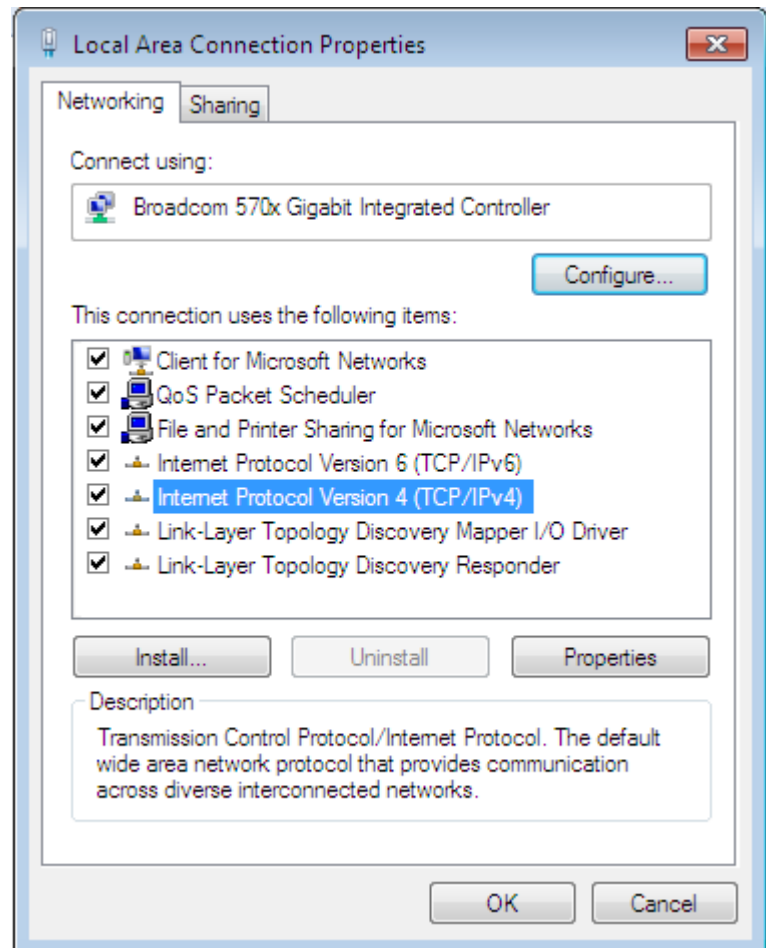 Local Area Connection Properties
Networking
Sharing
Connect using:
Broadcom 570x Gigabit Integrated Controller
Configure...
This connection uses the following items:
Client for Microsoft Networks
QoS Packet Scheduler
File and Printer Sharing for Microsoft Networks
Internet Protocol Version 6 (TCP/IPv6)
Internet Protocol Version 4 (TCP/IPv4)
Link-Layer Topology Discovery Mapper I/O Driver
Link-Layer Topology Discovery Responder
Install...
Uninstall
Properties
Description
Transmission Control Protocol/Internet Protocol. The default
wide area network protocol that provides communication
across diverse interconnected networks.
OK
Cancel